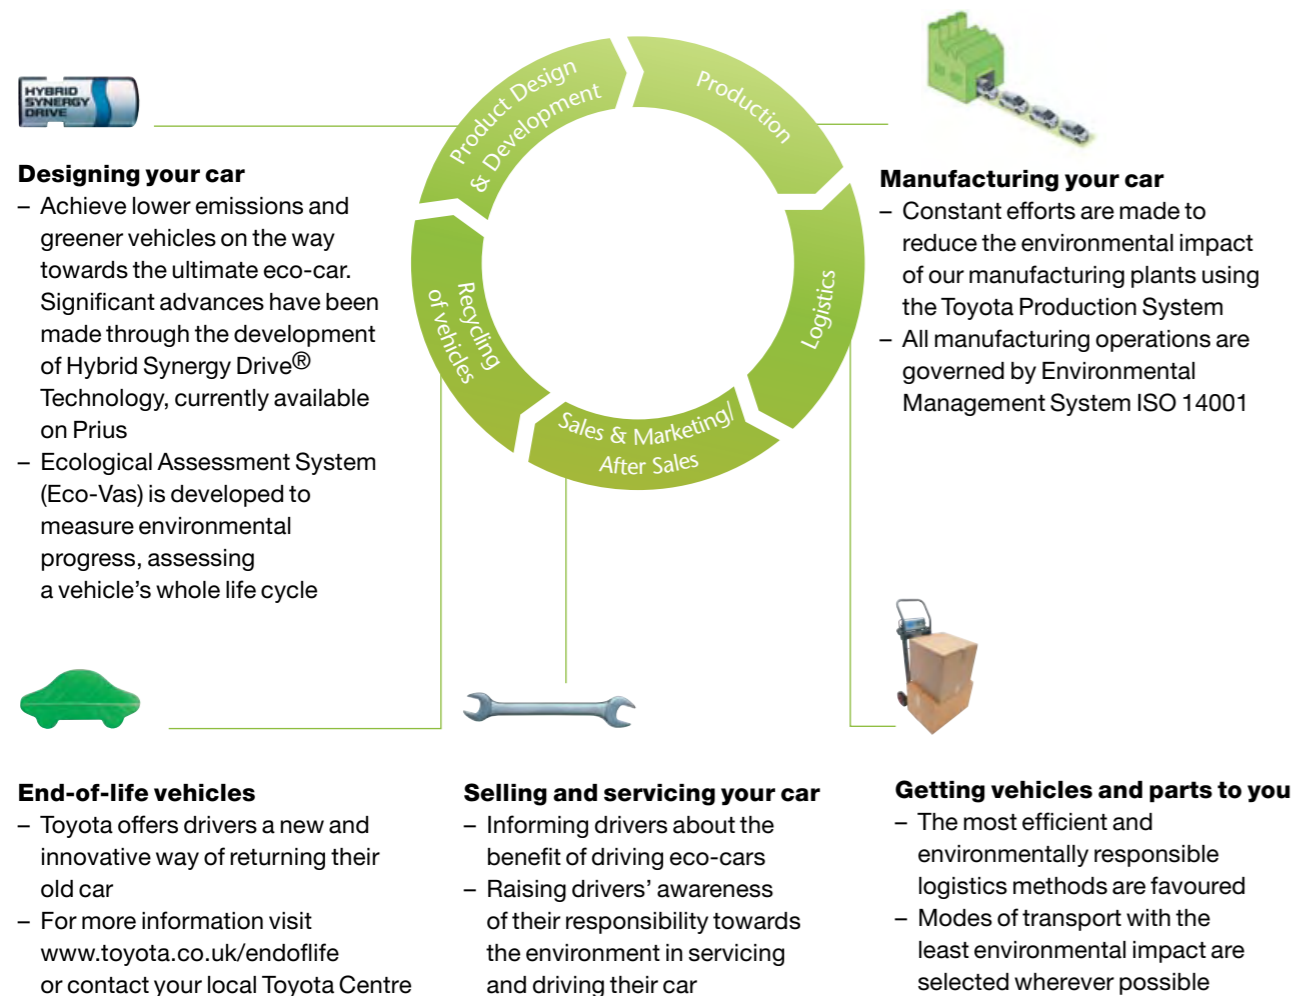 HYBRID
SYNERGY
DRIVE
Product Design
& Development
Production
Logistics
Sales & Marketing/
After Sales
Recycling
of vehicles
Designing your car
– Achieve lower emissions and
greener vehicles on the way
towards the ultimate eco-car.
Significant advances have been
made through the development
of Hybrid Synergy Drive®
Technology, currently available
on Prius
– Ecological Assessment System
(Eco-Vas) is developed to
measure environmental
progress, assessing
a vehicle's whole life cycle
Manufacturing your car
– Constant efforts are made to
reduce the environmental impact
of our manufacturing plants using
the Toyota Production System
– All manufacturing operations are
governed by Environmental
Management System ISO 14001
End-of-life vehicles
– Toyota offers drivers a new and
innovative way of returning their
old car
– For more information visit
www.toyota.co.uk/endoflife
or contact your local Toyota Centre
Selling and servicing your car
– Informing drivers about the
benefit of driving eco-cars
– Raising drivers' awareness
of their responsibility towards
the environment in servicing
and driving their car
Getting vehicles and parts to you
– The most efficient and
environmentally responsible
logistics methods are favoured
– Modes of transport with the
least environmental impact are
selected wherever possible